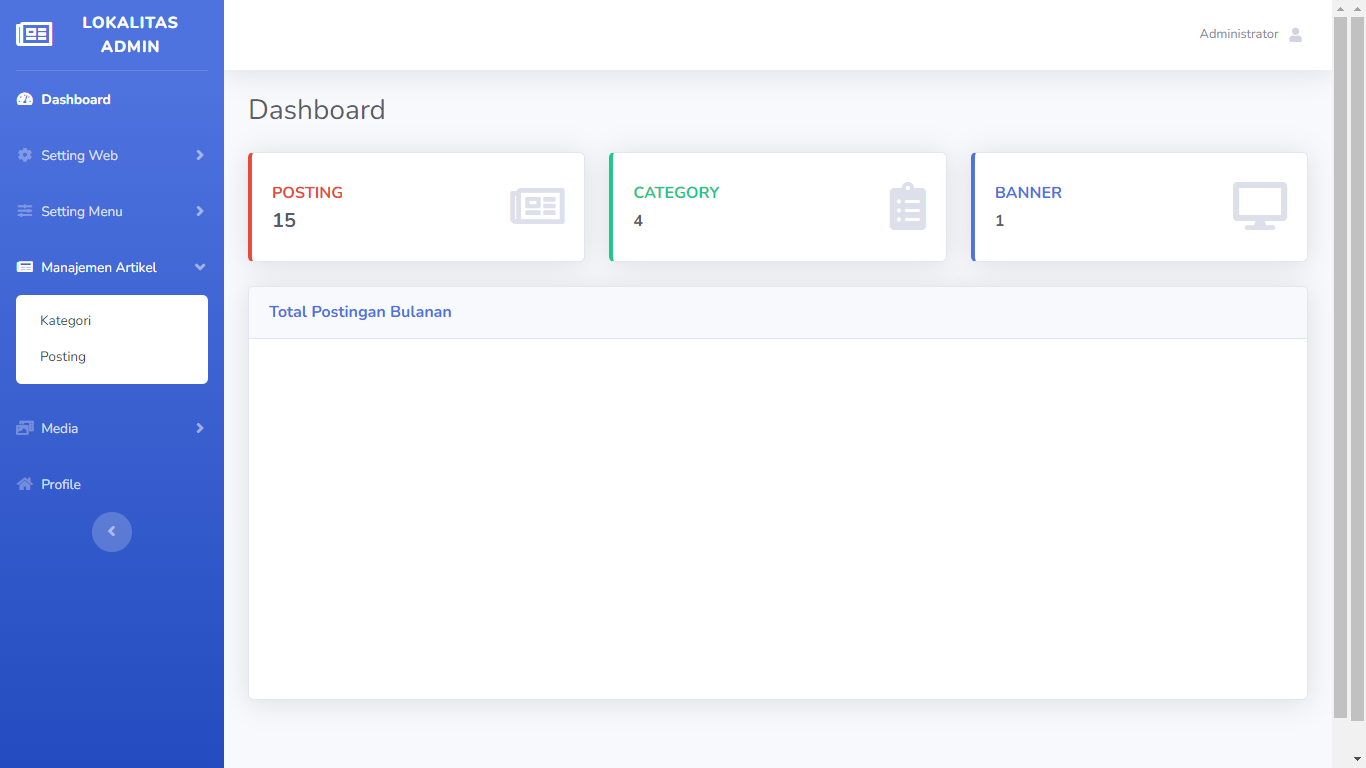 LOKALITAS
ADMIN
Administrator
Dashboard
Setting Web
Setting Menu
Manajemen Artikel
Kategori
Posting
Media
Profile
Dashboard
POSTING
15
CATEGORY
4
BANNER
1
Total Postingan Bulanan